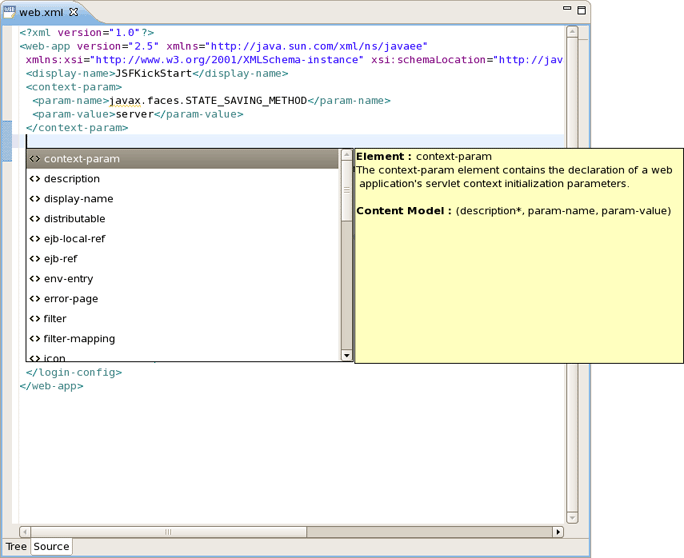 web.xml
<?xml version="1.0"?>
<web-app version="2.5" xmlns="http://java.sun.com/xml/ns/javaee"
xmlns:xsi="http://www.w3.org/2001/XMLSchema-instance" xsi:schemaLocation="http://jav
<display-name>JSFKickStart</display-name>
<context-param>
<param-name>javax.faces.STATE_SAVING_METHOD</param-name>
<param-value>server</param-value>
</context-param>
<> context-param
<> description
<> display-name
<> distributable
<> ejb-local-ref
<> ejb-ref
<> env-entry
<> error-page
<> filter
<> filter-mapping
<> icon
Element : context-param
The context-param element contains the declaration of a web
application's servlet context initialization parameters.
Content Model : (description*, param-name, param-value)
</login-config>
</web-app>
Tree Source